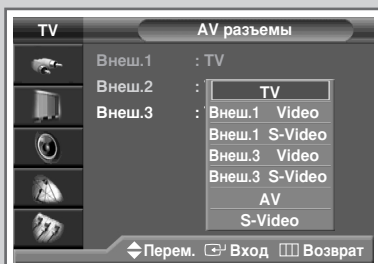 TV
AV разъемы
Внеш.1 : TV
Внеш.2 :
Внеш.3 :
TV
Внеш.1 Video
Внеш.1 S-Video
Внеш.3 Video
Внеш.3 S-Video
AV
S-Video
Перем. Вход Возврат